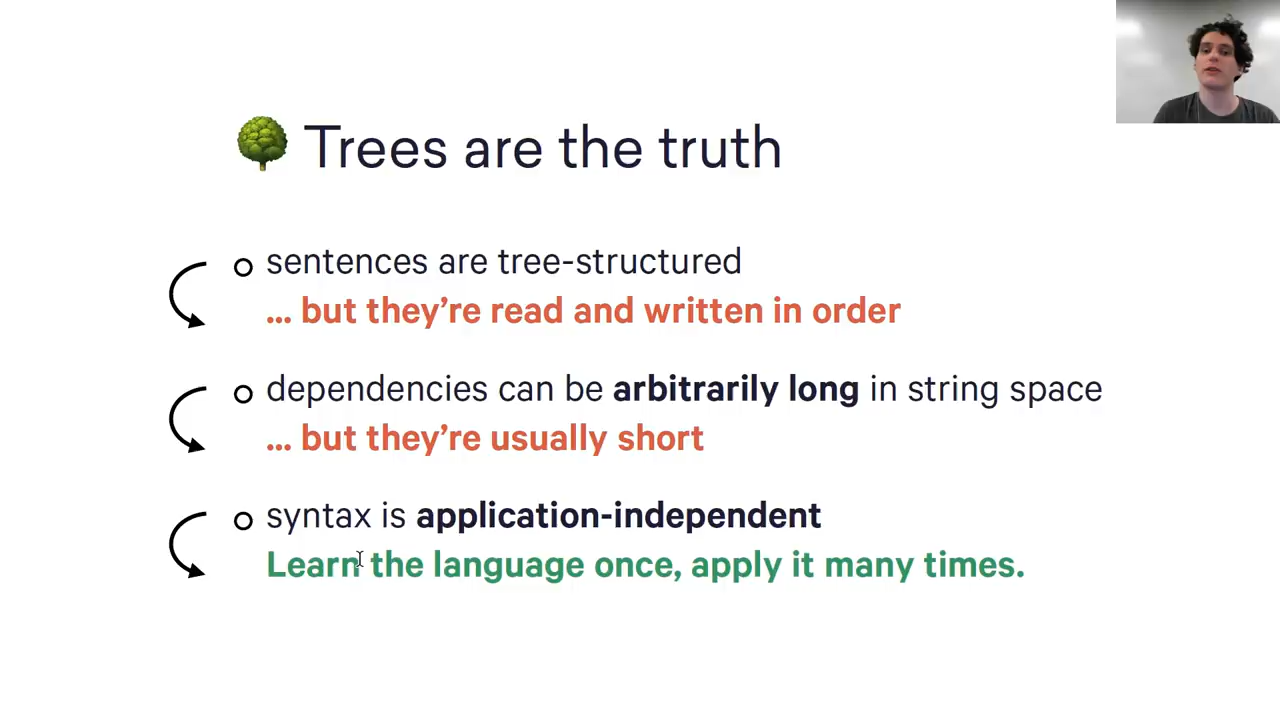 Trees are the truth
sentences are tree-structured
... but they’re read and written in order
dependencies can be arbitrarily long in string space
... but they’re usually short
syntax is application-independent
Learn the language once, apply it many times.